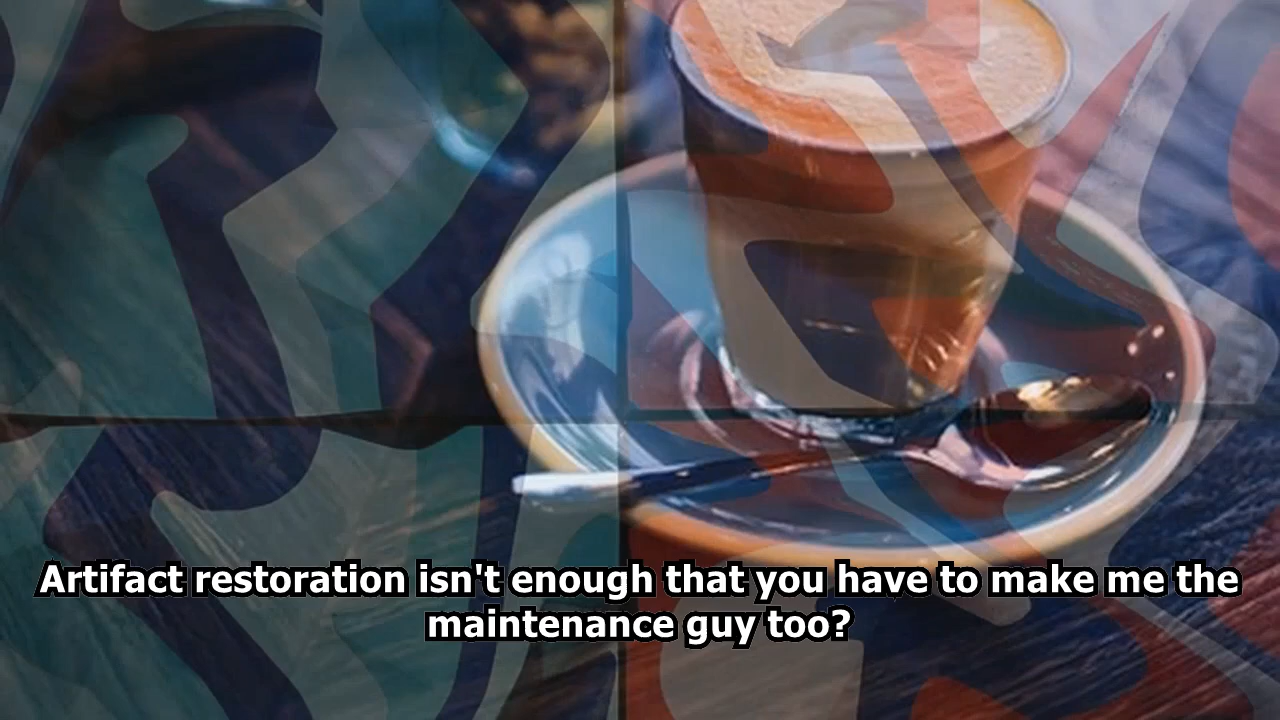 Artifact restoration isn't enough that you have to make me the
maintenance guy too?